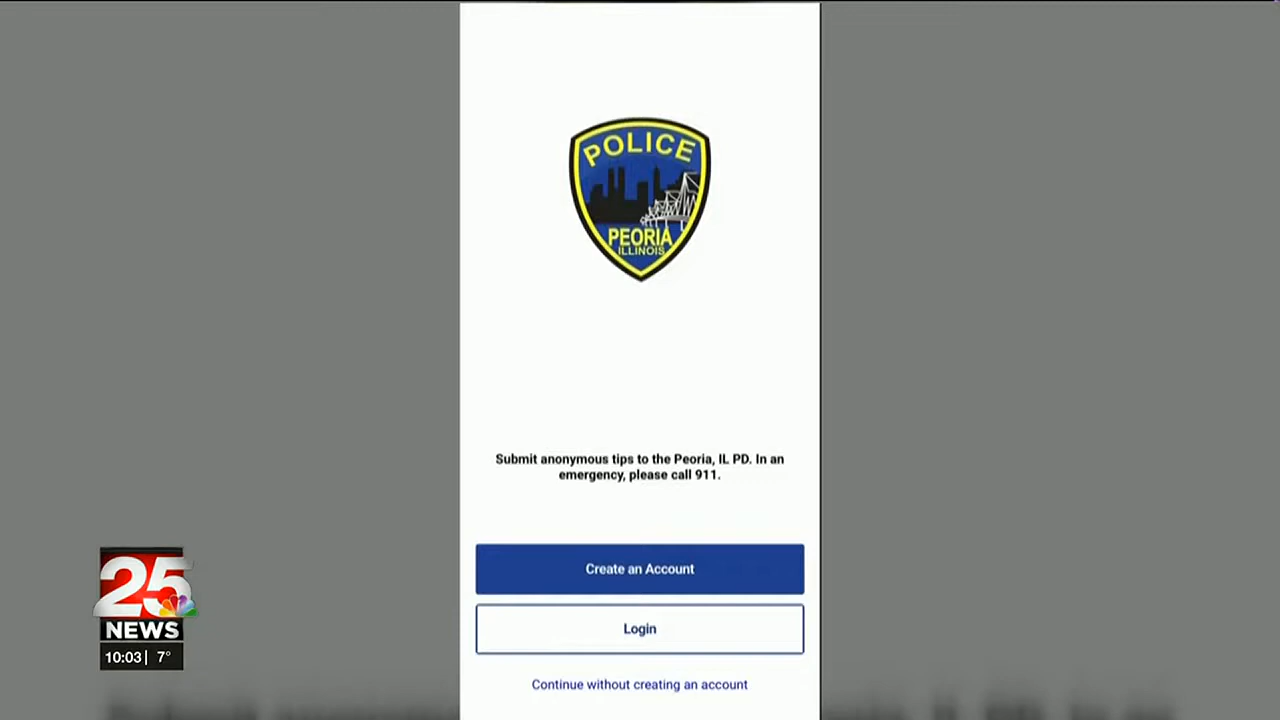 POLICE
PEORIA
ILLINOIS
Submit anonymous tips to the Peoria, IL PD. In an
emergency, please call 911.
Create an Account
Login
Continue without creating an account
25
NEWS
10:03| 7°